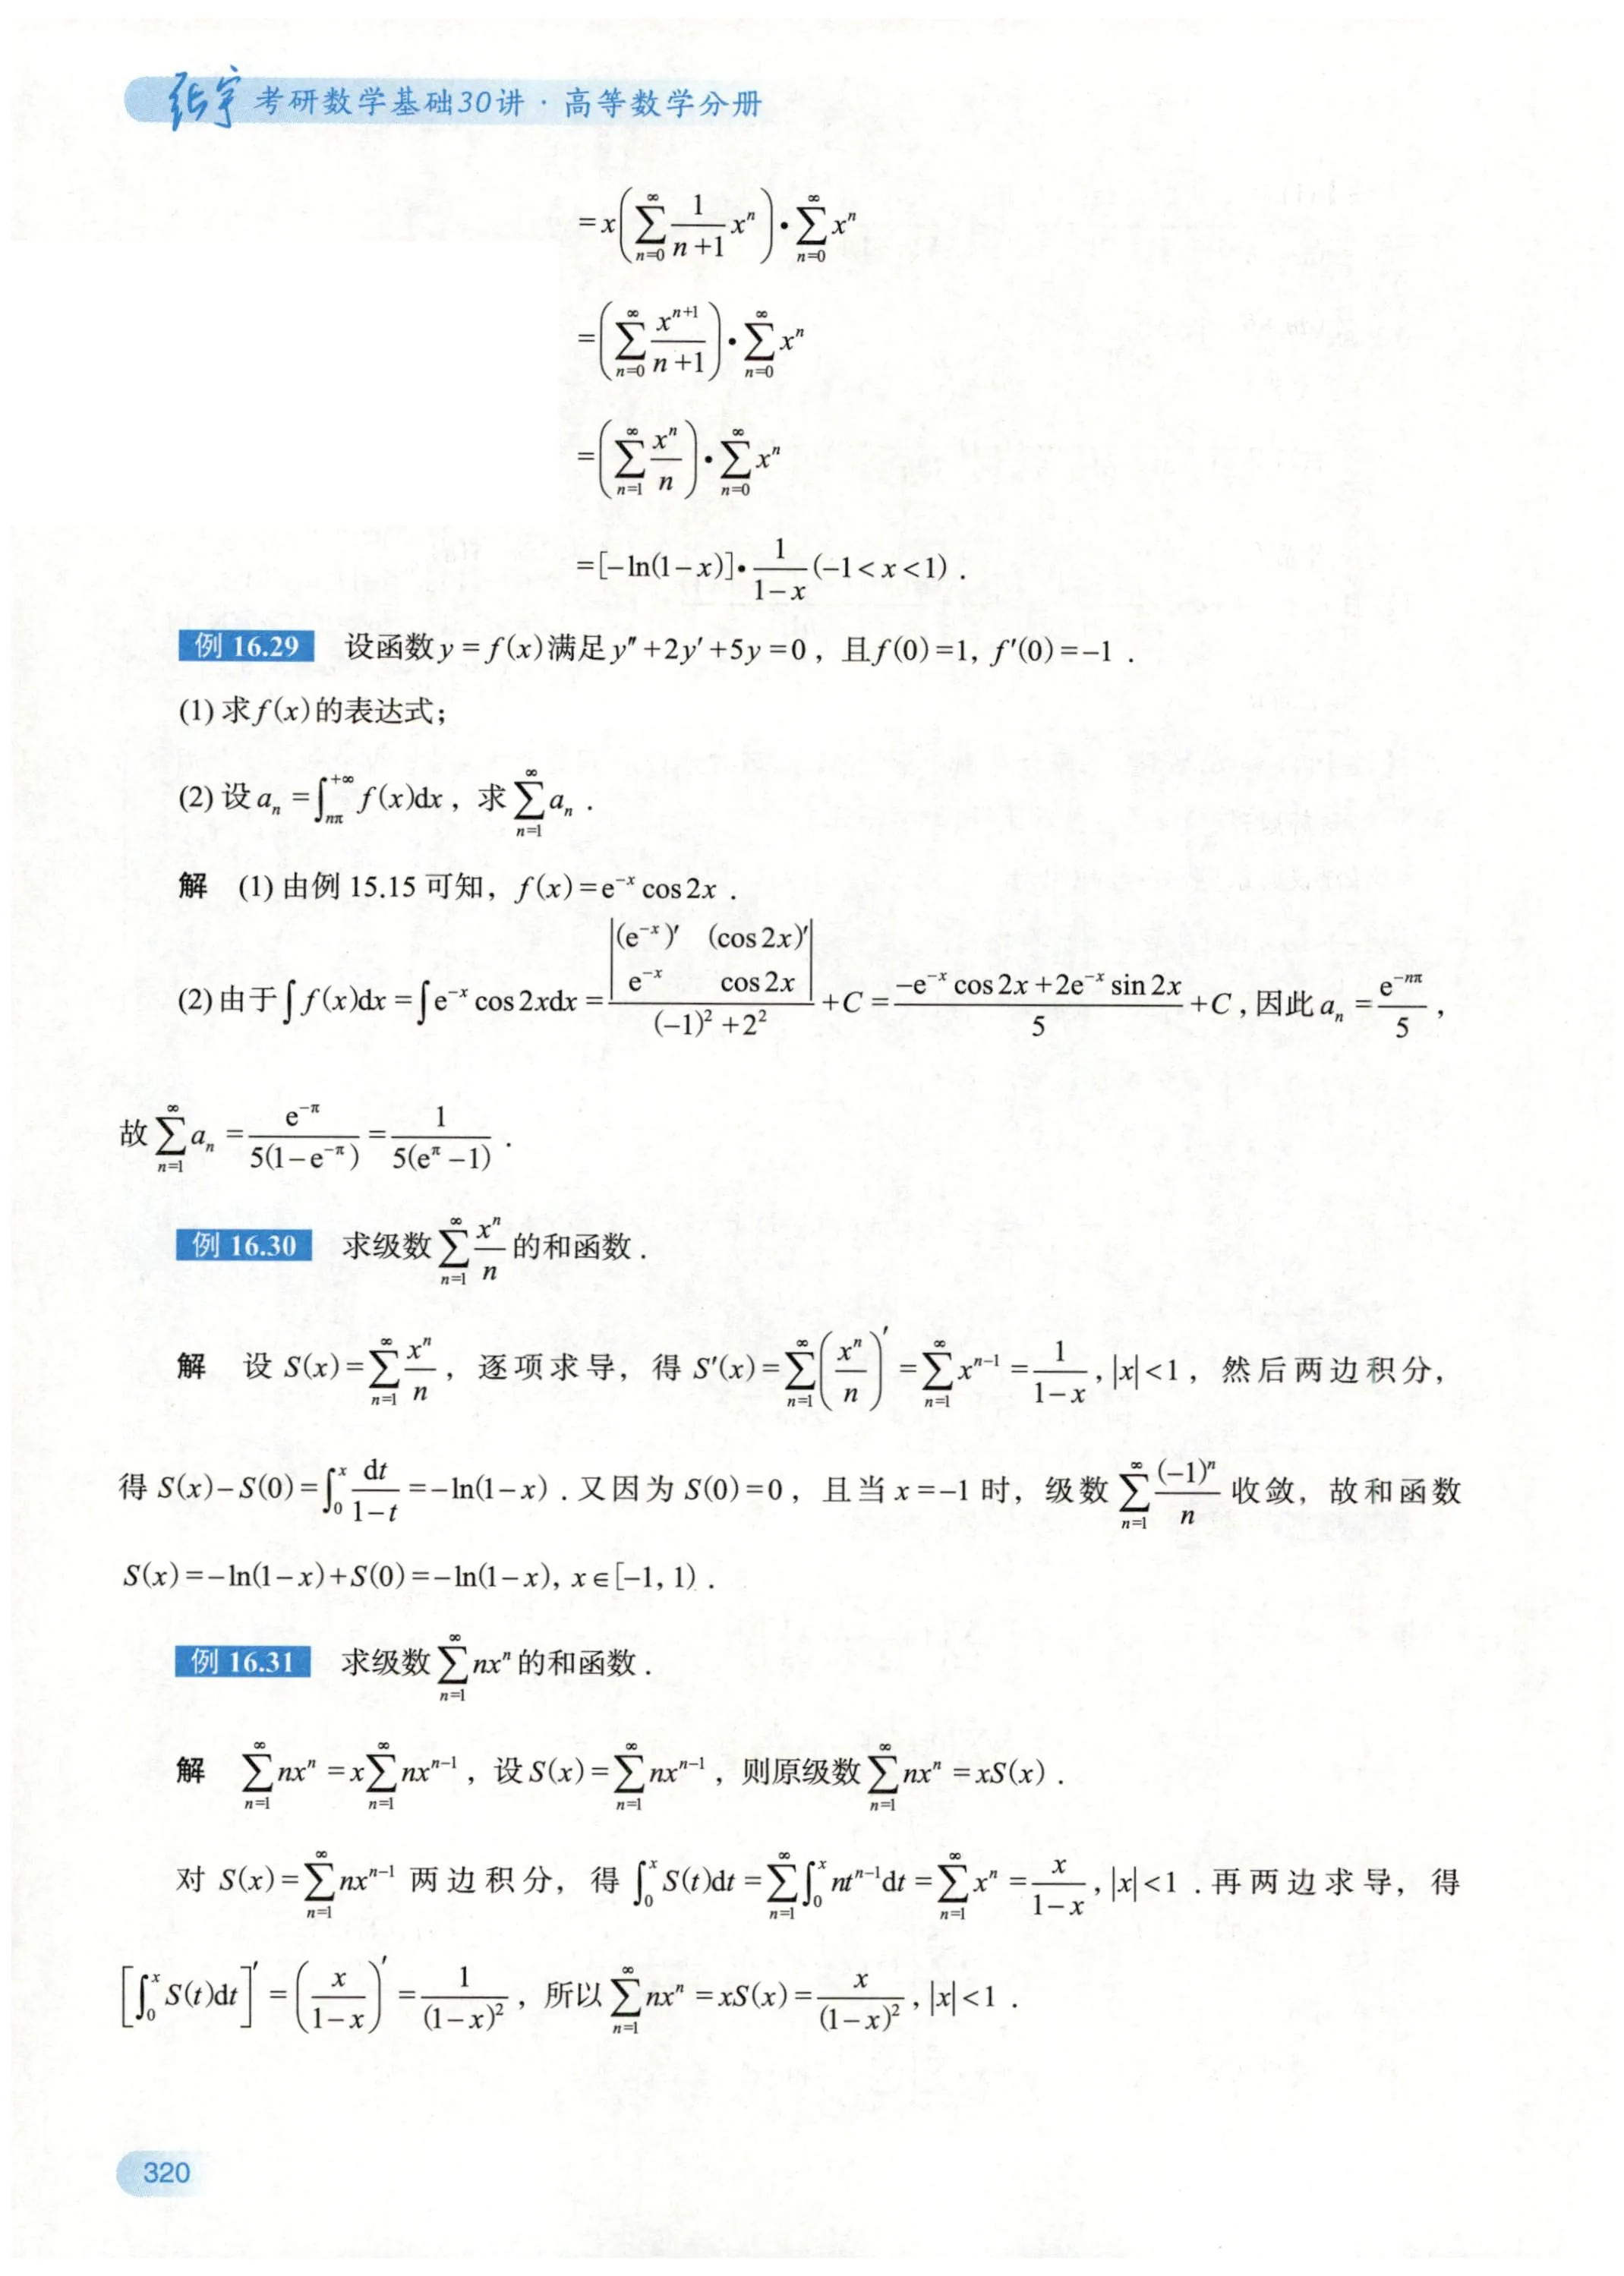 张宇 考研数学基础30讲·高等数学分册
$=x\left(\sum_{n=0}^{\infty}\frac{1}{n+1}x^{n}\right)\cdot\sum_{n=0}^{\infty}x^{n}$
$=\left(\sum_{n=0}^{\infty}\frac{x^{n+1}}{n+1}\right)\cdot\sum_{n=0}^{\infty}x^{n}$
$=\left(\sum_{n=1}^{\infty}\frac{x^{n}}{n}\right)\cdot\sum_{n=0}^{\infty}x^{n}$
$=[-\ln(1-x)]\cdot\frac{1}{1-x}(-1<x<1)$.
例 16.29 设函数$y=f(x)$满足$y''+2y'+5y=0$，且$f(0)=1, f'(0)=-1$.
(1) 求$f(x)$的表达式；
(2) 设$a_n=\int_{n\pi}^{+\infty}f(x)\mathrm{d}x$，求$\sum_{n=1}^{\infty}a_n$.
解 (1) 由例 15.15 可知，$f(x)=\mathrm{e}^{-x}\cos 2x$.
(2) 由于$\int f(x)\mathrm{d}x=\int\mathrm{e}^{-x}\cos 2x\mathrm{d}x=\frac{\begin{vmatrix}(\mathrm{e}^{-x})'&(\cos 2x)'\\\mathrm{e}^{-x}&\cos 2x\end{vmatrix}}{(-1)^2+2^2}+C=\frac{-\mathrm{e}^{-x}\cos 2x+2\mathrm{e}^{-x}\sin 2x}{5}+C$，因此$a_n=\frac{\mathrm{e}^{-n\pi}}{5}$，
故$\sum_{n=1}^{\infty}a_n=\frac{\mathrm{e}^{-\pi}}{5(1-\mathrm{e}^{-\pi})}=\frac{1}{5(\mathrm{e}^{\pi}-1)}$.
例 16.30 求级数$\sum_{n=1}^{\infty}\frac{x^n}{n}$的和函数.
解 设$S(x)=\sum_{n=1}^{\infty}\frac{x^n}{n}$，逐项求导，得$S'(x)=\sum_{n=1}^{\infty}\left(\frac{x^n}{n}\right)'=\sum_{n=1}^{\infty}x^{n-1}=\frac{1}{1-x},|x|<1$，然后两边积分，
得$S(x)-S(0)=\int_0^x\frac{\mathrm{d}t}{1-t}=-\ln(1-x)$.又因为$S(0)=0$，且当$x=-1$时，级数$\sum_{n=1}^{\infty}\frac{(-1)^n}{n}$收敛，故和函数
$S(x)=-\ln(1-x)+S(0)=-\ln(1-x), x\in[-1,1)$.
例 16.31 求级数$\sum_{n=1}^{\infty}nx^n$的和函数.
解 $\sum_{n=1}^{\infty}nx^n=x\sum_{n=1}^{\infty}nx^{n-1}$，设$S(x)=\sum_{n=1}^{\infty}nx^{n-1}$，则原级数$\sum_{n=1}^{\infty}nx^n=xS(x)$.
对$S(x)=\sum_{n=1}^{\infty}nx^{n-1}$两边积分，得$\int_0^xS(t)\mathrm{d}t=\sum_{n=1}^{\infty}\int_0^xnt^{n-1}\mathrm{d}t=\sum_{n=1}^{\infty}x^n=\frac{x}{1-x},|x|<1$.再两边求导，得
$\left[\int_0^xS(t)\mathrm{d}t\right]'=\left(\frac{x}{1-x}\right)'=\frac{1}{(1-x)^2}$，所以$\sum_{n=1}^{\infty}nx^n=xS(x)=\frac{x}{(1-x)^2},|x|<1$.
320